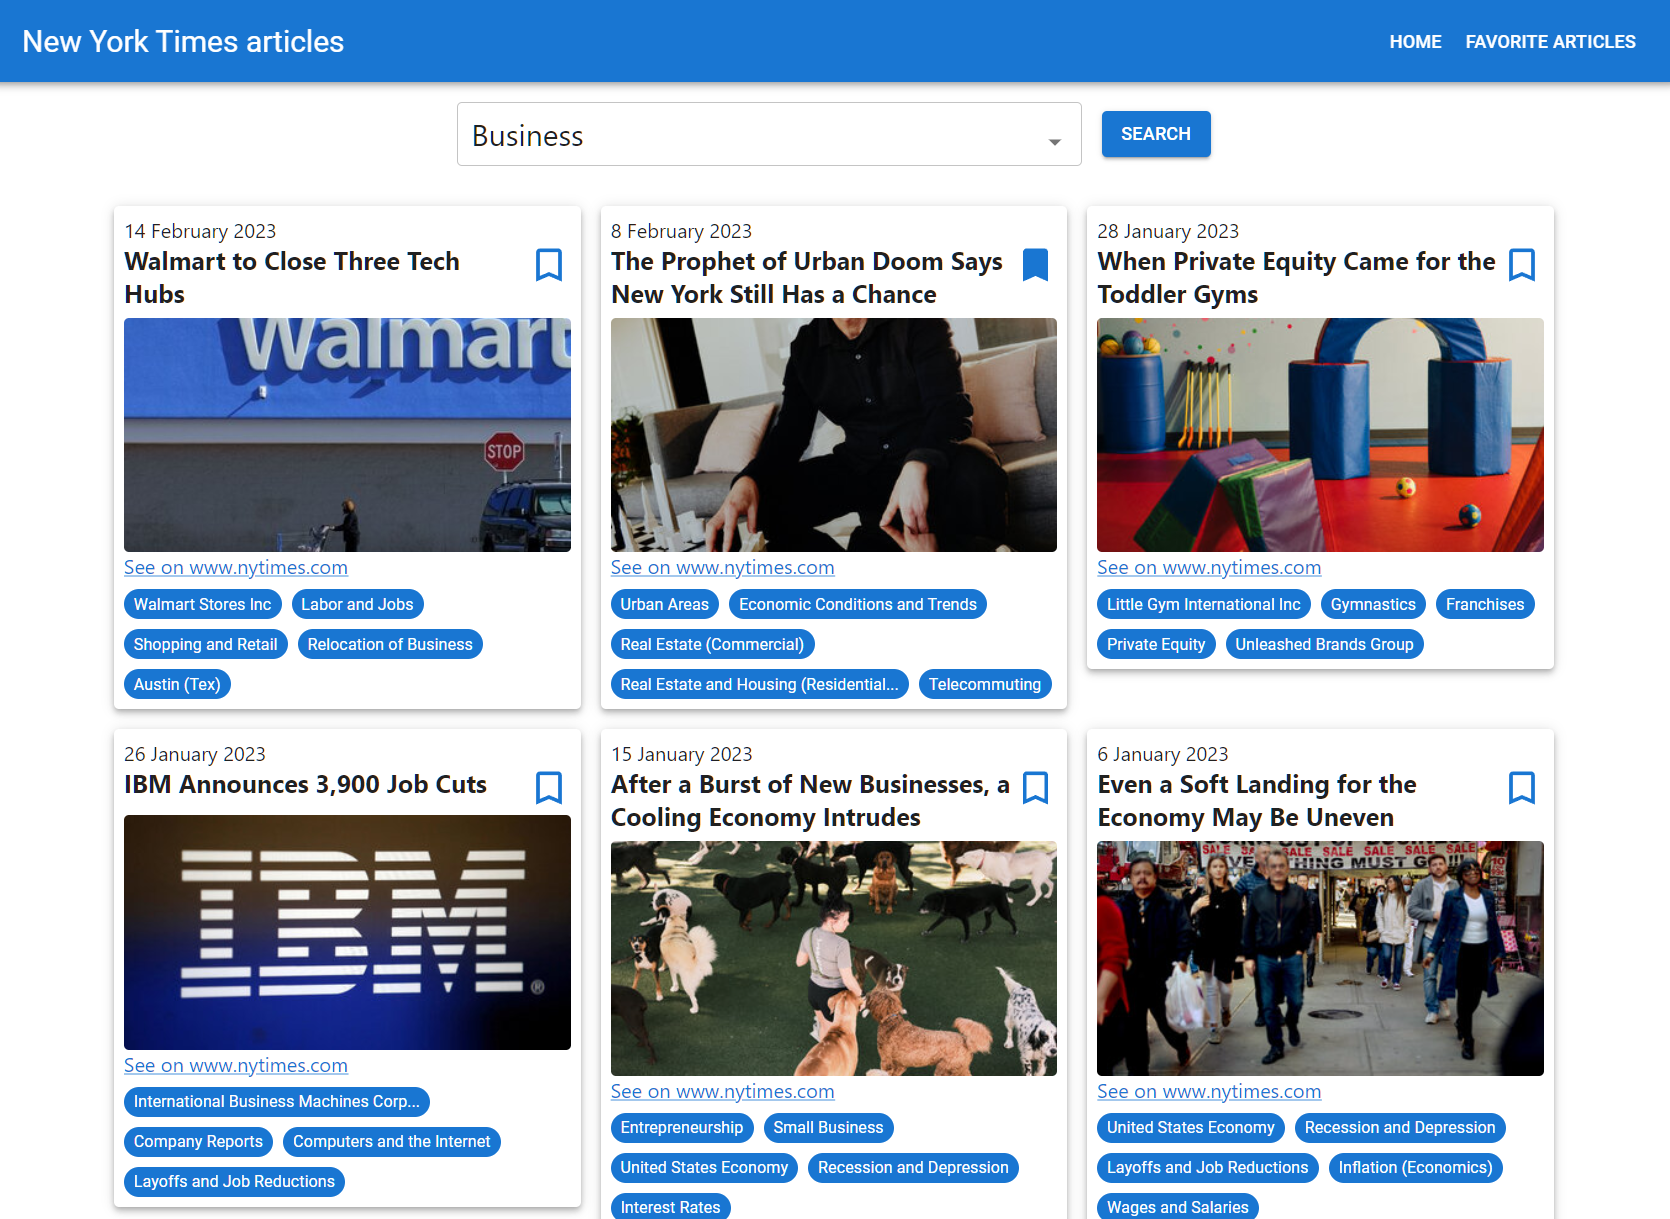 New York Times articles
HOME FAVORITE ARTICLES
Business
SEARCH
14 February 2023
Walmart to Close Three Tech
Hubs
Walmart
STOP
See on www.nytimes.com
Walmart Stores Inc Labor and Jobs
Shopping and Retail Relocation of Business
Austin (Tex)
8 February 2023
The Prophet of Urban Doom Says
New York Still Has a Chance
See on www.nytimes.com
Urban Areas Economic Conditions and Trends
Real Estate (Commercial)
Real Estate and Housing (Residential... Telecommuting
28 January 2023
When Private Equity Came for the
Toddler Gyms
See on www.nytimes.com
Little Gym International Inc Gymnastics Franchises
Private Equity Unleashed Brands Group
26 January 2023
IBM Announces 3,900 Job Cuts
IBM®
See on www.nytimes.com
International Business Machines Corp...
Company Reports Computers and the Internet
Layoffs and Job Reductions
15 January 2023
After a Burst of New Businesses, a
Cooling Economy Intrudes
See on www.nytimes.com
Entrepreneurship Small Business
United States Economy Recession and Depression
Interest Rates
6 January 2023
Even a Soft Landing for the
Economy May Be Uneven
SALE SALE SALE SALE SALE
MUST GO!!!
See on www.nytimes.com
United States Economy Recession and Depression
Layoffs and Job Reductions Inflation (Economics)
Wages and Salaries